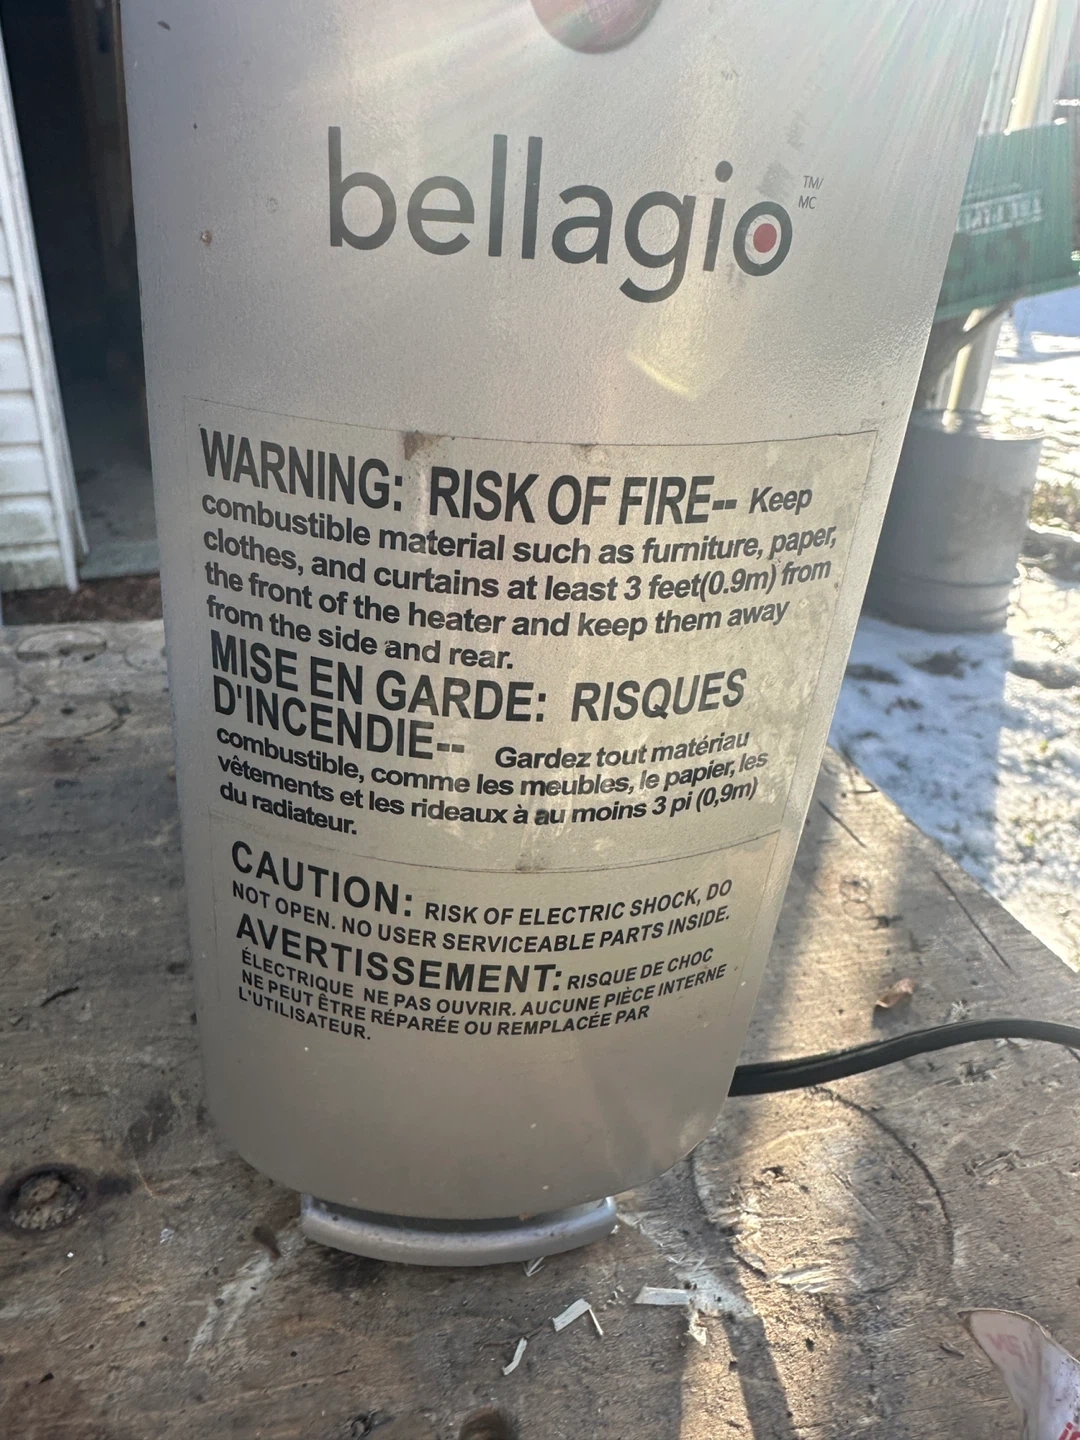 bellagio
TM/
MC
WARNING: RISK OF FIRE-- Keep
combustible material such as furniture, paper,
clothes, and curtains at least 3 feet(0.9m) from
the front of the heater and keep them away
from the side and rear.
MISE EN GARDE: RISQUES
D'INCENDIE-- Gardez tout matériau
combustible, comme les meubles, le papier, les
vêtements et les rideaux à au moins 3 pi (0,9m)
du radiateur.
CAUTION: RISK OF ELECTRIC SHOCK, DO
NOT OPEN. NO USER SERVICEABLE PARTS INSIDE.
AVERTISSEMENT: RISQUE DE CHOC
ÉLECTRIQUE NE PAS OUVRIR. AUCUNE PIÈCE INTERNE
NE PEUT ÊTRE RÉPARÉE OU REMPLACÉE PAR
L'UTILISATEUR.